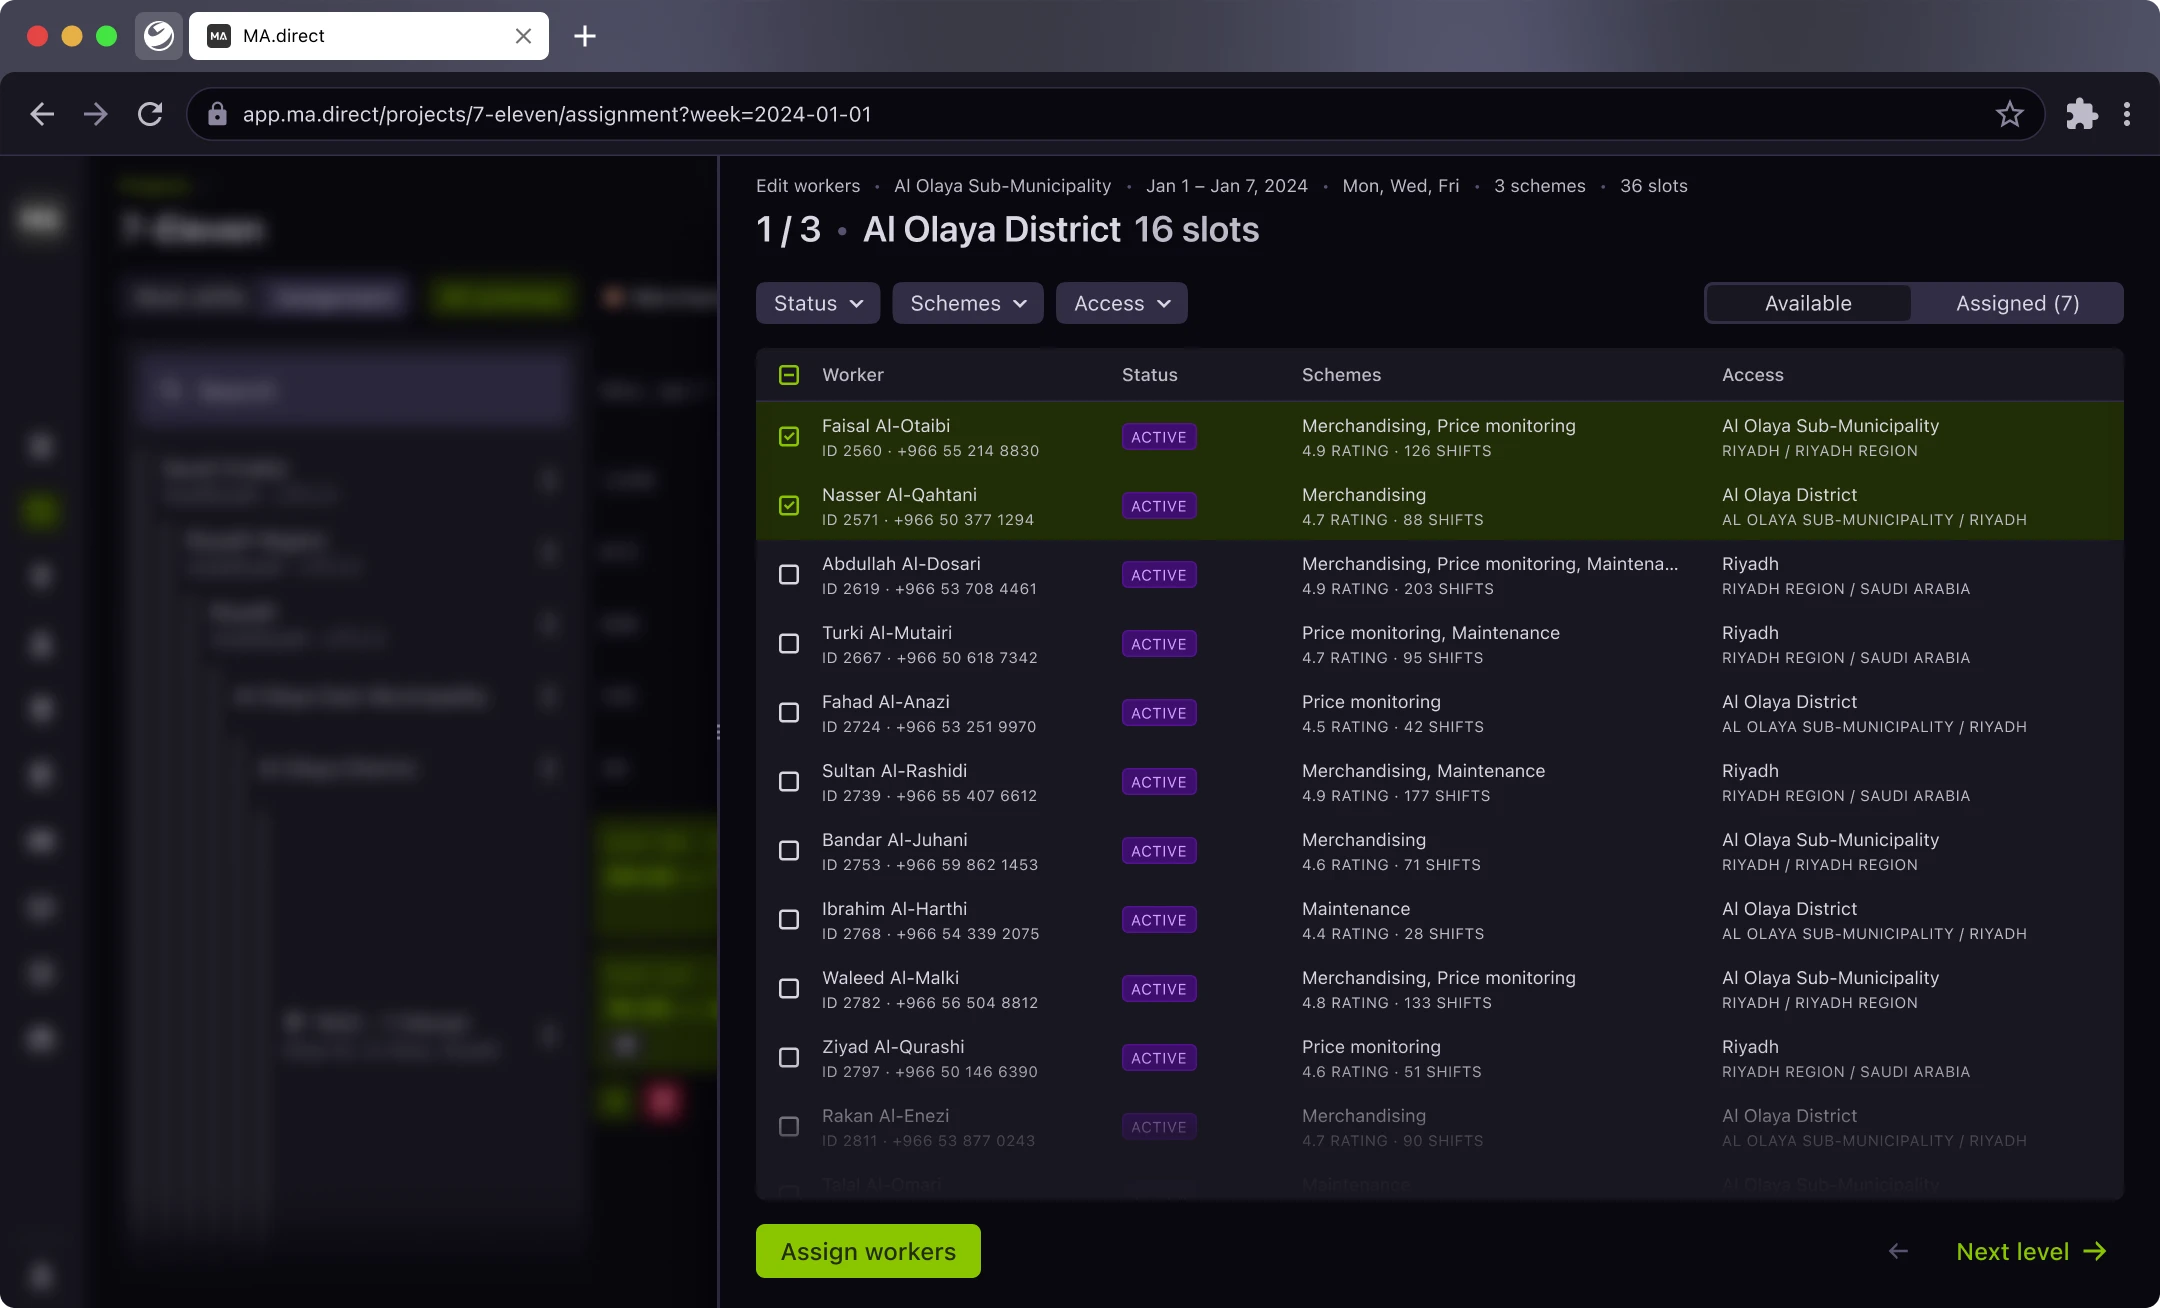 MA MA.direct
app.ma.direct/projects/7-eleven/assignment?week=2024-01-01
7-Eleven
Edit workers · Al Olaya Sub-Municipality · Jan 1 – Jan 7, 2024 · Mon, Wed, Fri · 3 schemes · 36 slots
1 / 3 · Al Olaya District 16 slots
Status Schemes Access Available Assigned (7)
Worker Status Schemes Access
Faisal Al-Otaibi ACTIVE Merchandising, Price monitoring Al Olaya Sub-Municipality
ID 2560 · +966 55 214 8830 4.9 RATING · 126 SHIFTS RIYADH / RIYADH REGION
Nasser Al-Qahtani ACTIVE Merchandising Al Olaya District
ID 2571 · +966 50 377 1294 4.7 RATING · 88 SHIFTS AL OLAYA SUB-MUNICIPALITY / RIYADH
Abdullah Al-Dosari ACTIVE Merchandising, Price monitoring, Maintena... Riyadh
ID 2619 · +966 53 708 4461 4.9 RATING · 203 SHIFTS RIYADH REGION / SAUDI ARABIA
Turki Al-Mutairi ACTIVE Price monitoring, Maintenance Riyadh
ID 2667 · +966 50 618 7342 4.7 RATING · 95 SHIFTS RIYADH REGION / SAUDI ARABIA
Fahad Al-Anazi ACTIVE Price monitoring Al Olaya District
ID 2724 · +966 53 251 9970 4.5 RATING · 42 SHIFTS AL OLAYA SUB-MUNICIPALITY / RIYADH
Sultan Al-Rashidi ACTIVE Merchandising, Maintenance Riyadh
ID 2739 · +966 55 407 6612 4.9 RATING · 177 SHIFTS RIYADH REGION / SAUDI ARABIA
Bandar Al-Juhani ACTIVE Merchandising Al Olaya Sub-Municipality
ID 2753 · +966 59 862 1453 4.6 RATING · 71 SHIFTS RIYADH / RIYADH REGION
Ibrahim Al-Harthi ACTIVE Maintenance Al Olaya District
ID 2768 · +966 54 339 2075 4.4 RATING · 28 SHIFTS AL OLAYA SUB-MUNICIPALITY / RIYADH
Waleed Al-Malki ACTIVE Merchandising, Price monitoring Al Olaya Sub-Municipality
ID 2782 · +966 56 504 8812 4.8 RATING · 133 SHIFTS RIYADH / RIYADH REGION
Ziyad Al-Qurashi ACTIVE Price monitoring Riyadh
ID 2797 · +966 50 146 6390 4.6 RATING · 51 SHIFTS RIYADH REGION / SAUDI ARABIA
Rakan Al-Enezi ACTIVE Merchandising Al Olaya District
ID 2811 · +966 53 877 0243 4.7 RATING · 90 SHIFTS AL OLAYA SUB-MUNICIPALITY / RIYADH
Talal Al-Omari Maintenance Al Olaya Sub-Municipality
Assign workers Next level